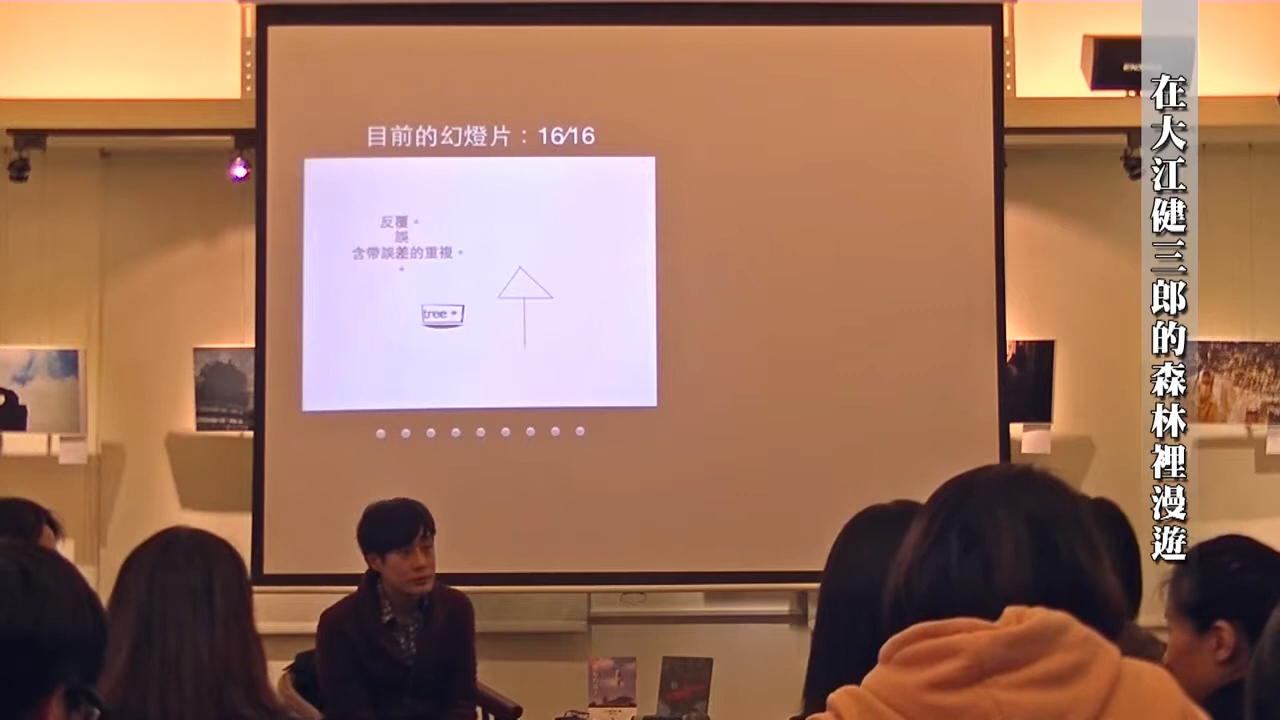 目前的幻燈片：16/16
反覆。
誤
含帶誤差的重複。
。
tree。
在大江健三郎的森林裡漫遊